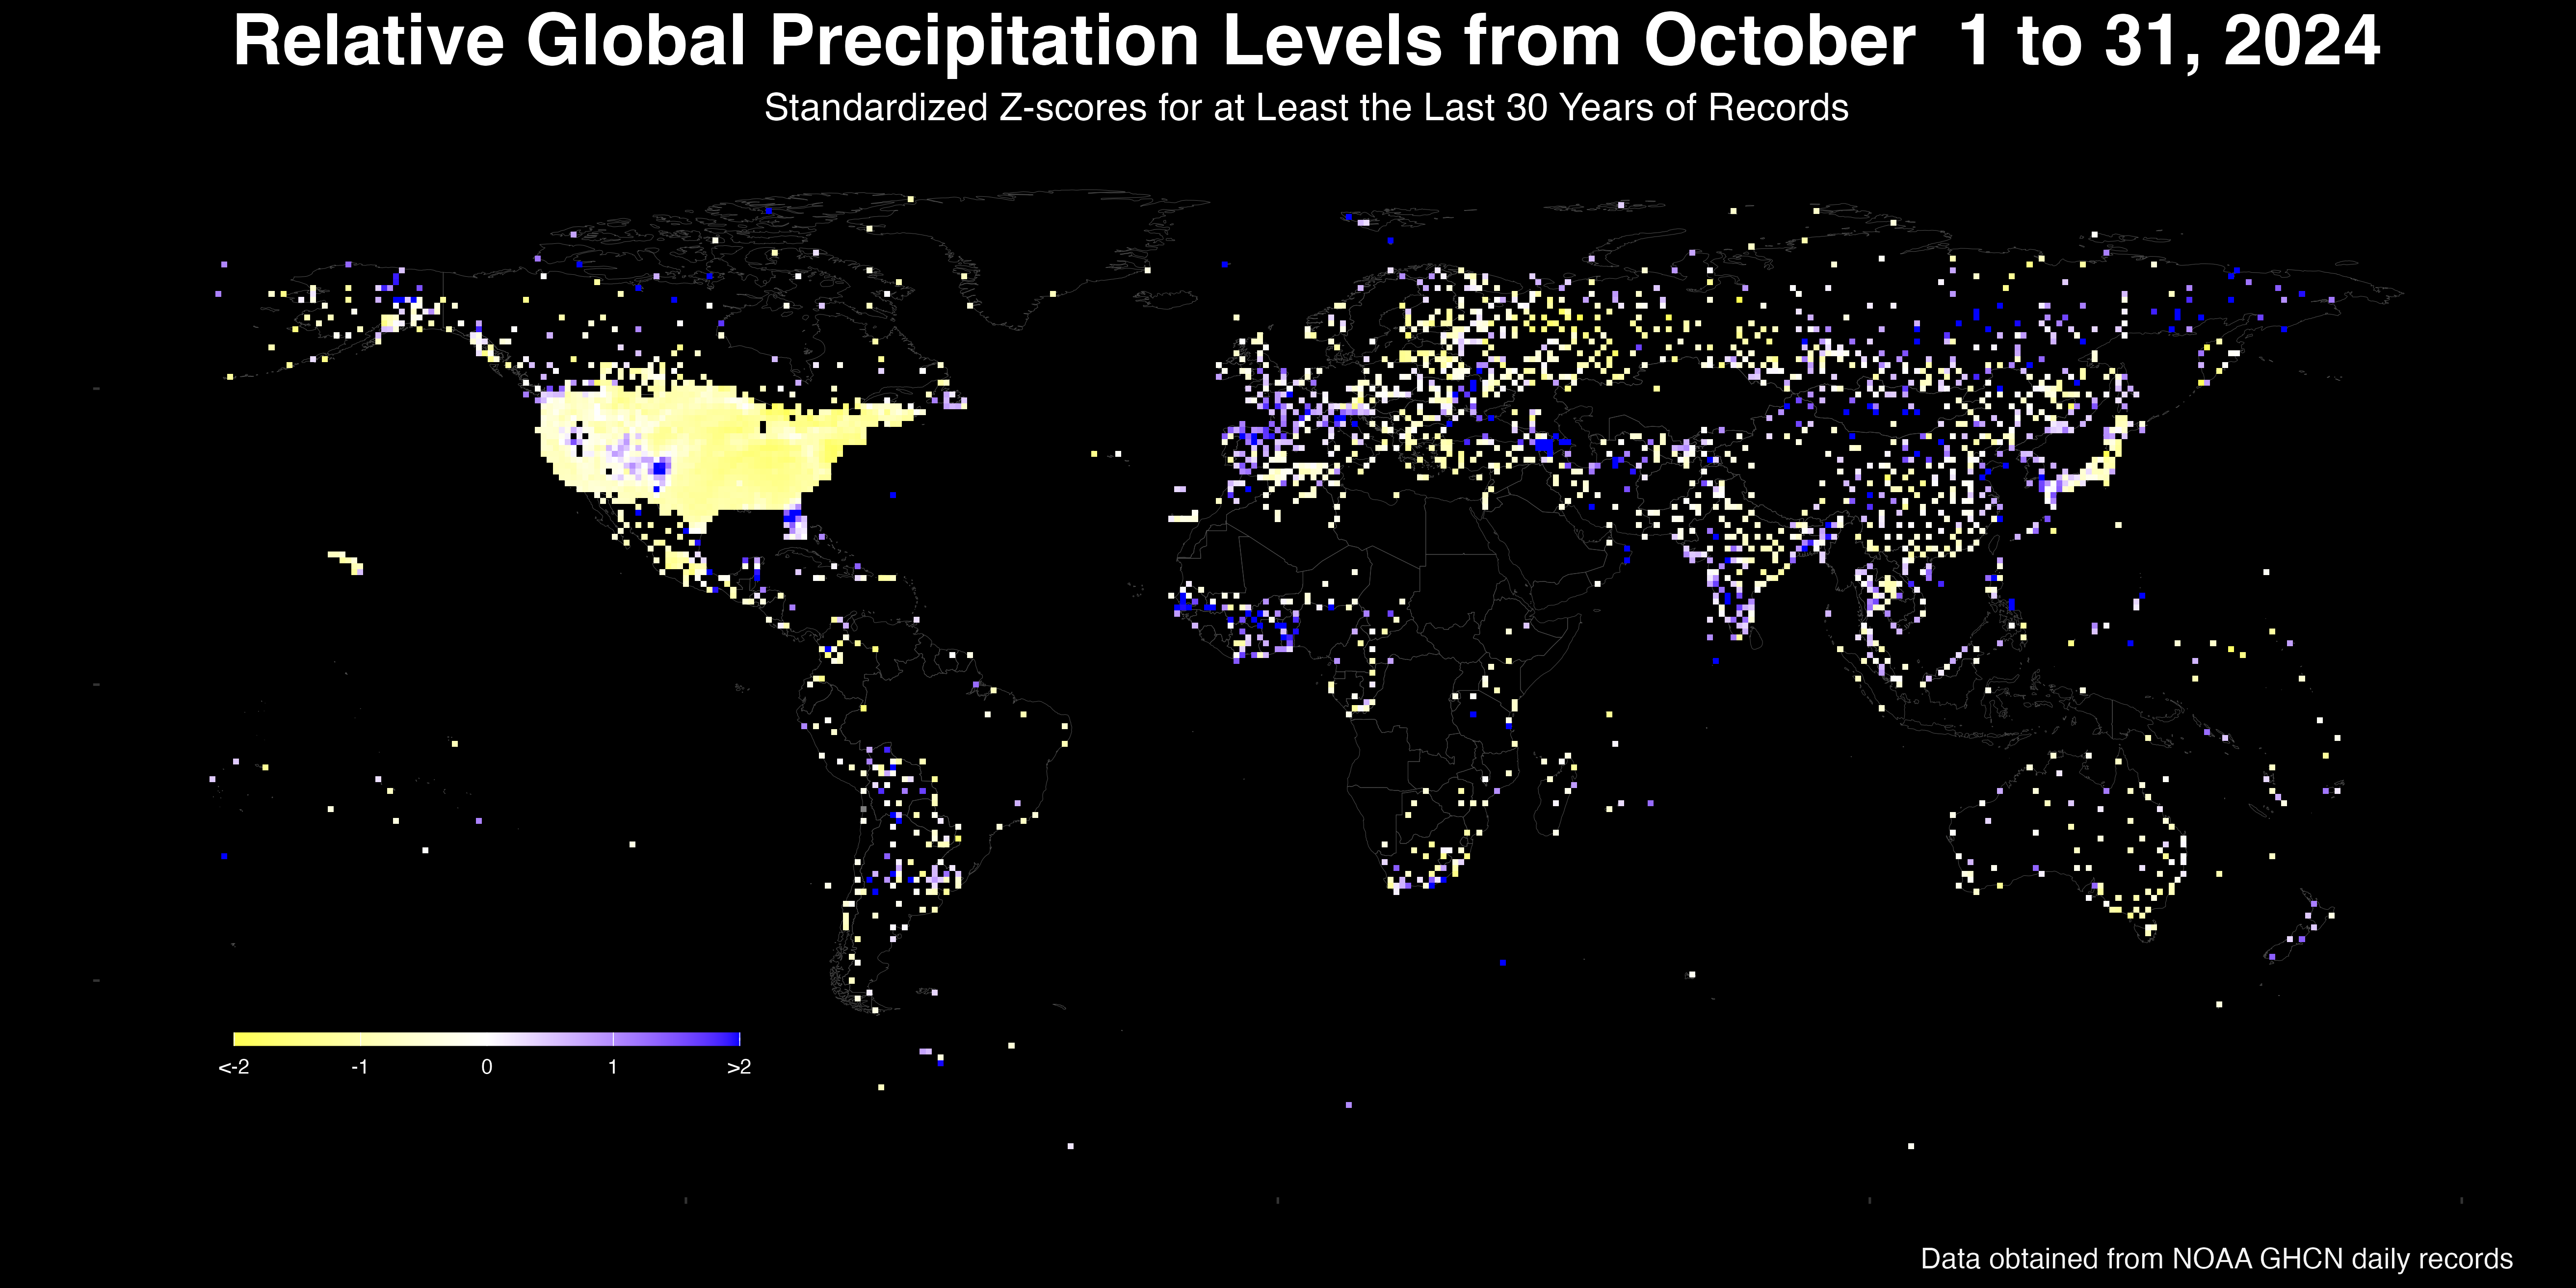 Relative Global Precipitation Levels from October  1 to 31, 2024
Standardized Z-scores for at Least the Last 30 Years of Records
<-2 -1 0 1 >2
Data obtained from NOAA GHCN daily records